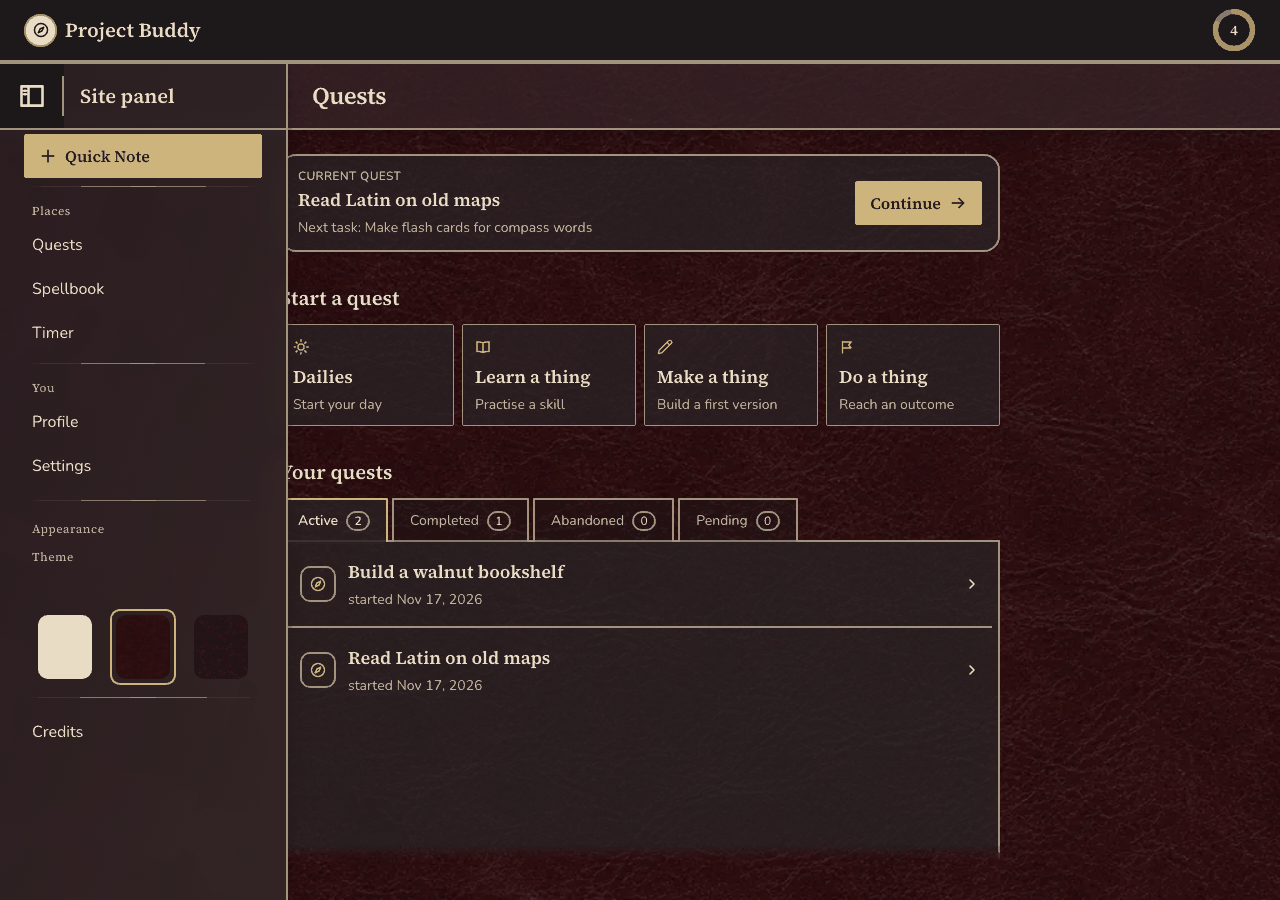 Project Buddy
4
Site panel
Quests
Quick Note
Places
Quests
Spellbook
Timer
You
Profile
Settings
Appearance
Theme
Credits
CURRENT QUEST
Read Latin on old maps
Next task: Make flash cards for compass words
Continue
Start a quest
Dailies
Start your day
Learn a thing
Practise a skill
Make a thing
Build a first version
Do a thing
Reach an outcome
Your quests
Active 2
Completed 1
Abandoned 0
Pending 0
Build a walnut bookshelf
started Nov 17, 2026
Read Latin on old maps
started Nov 17, 2026